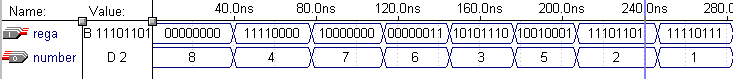 Name: Value: 40.0ns 80.0ns 120.0ns 160.0ns 200.0ns 240.0ns 280.0
rega B 11101101 00000000 11110000 10000000 00000011 10101110 10010001 11101101 11110111
number D 2 8 4 7 6 3 5 2 1